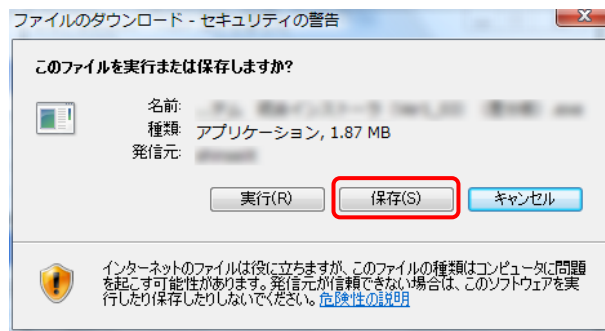 ファイルのダウンロード - セキュリティの警告
このファイルを実行または保存しますか?
名前:
種類: アプリケーション, 1.87 MB
発信元:
実行(R) 保存(S) キャンセル
インターネットのファイルは役に立ちますが、このファイルの種類はコンピュータに問題
を起こす可能性があります。発信元が信頼できない場合は、このソフトウェアを実
行したり保存したりしないでください。危険性の説明